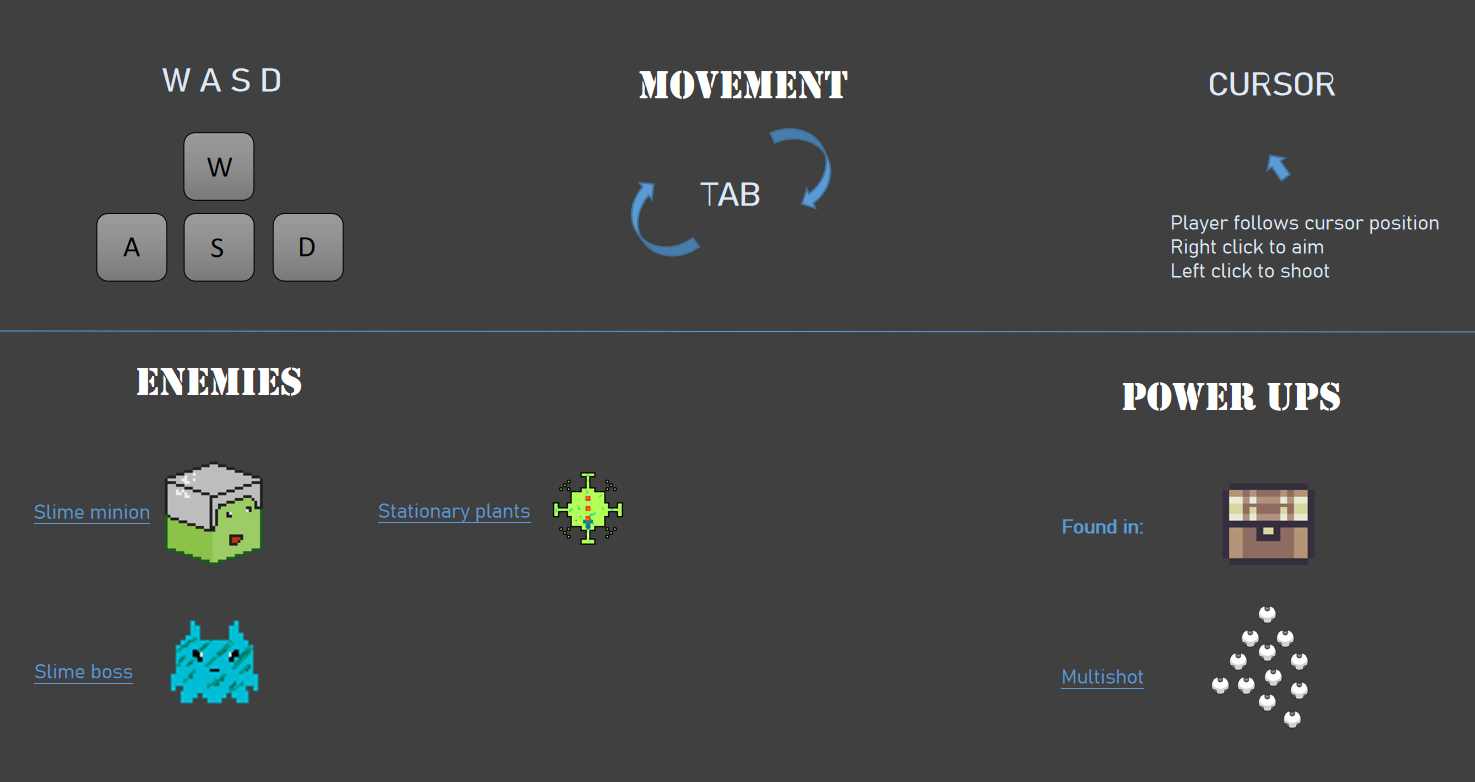 W A S D
MOVEMENT
CURSOR
W
A
S
D
TAB
Player follows cursor position
Right click to aim
Left click to shoot
ENEMIES
POWER UPS
Slime minion
Stationary plants
Found in:
Slime boss
Multishot